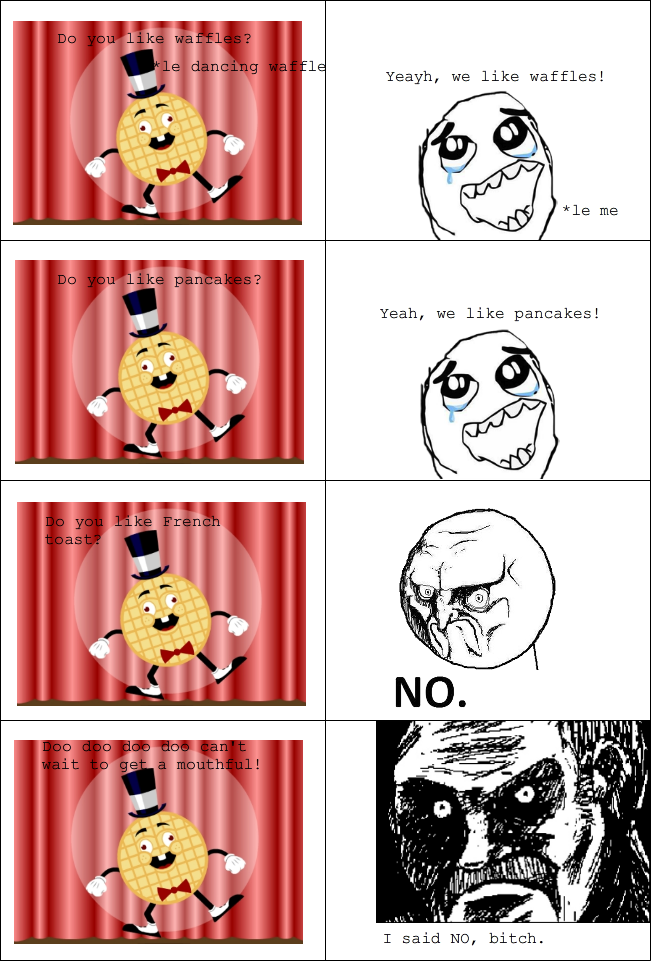 Do you like waffles?
*le dancing waffle
Yeayh, we like waffles!
*le me
Do you like pancakes?
Yeah, we like pancakes!
Do you like French
toast?
NO.
Doo doo doo doo can't
wait to get a mouthful!
I said NO, bitch.